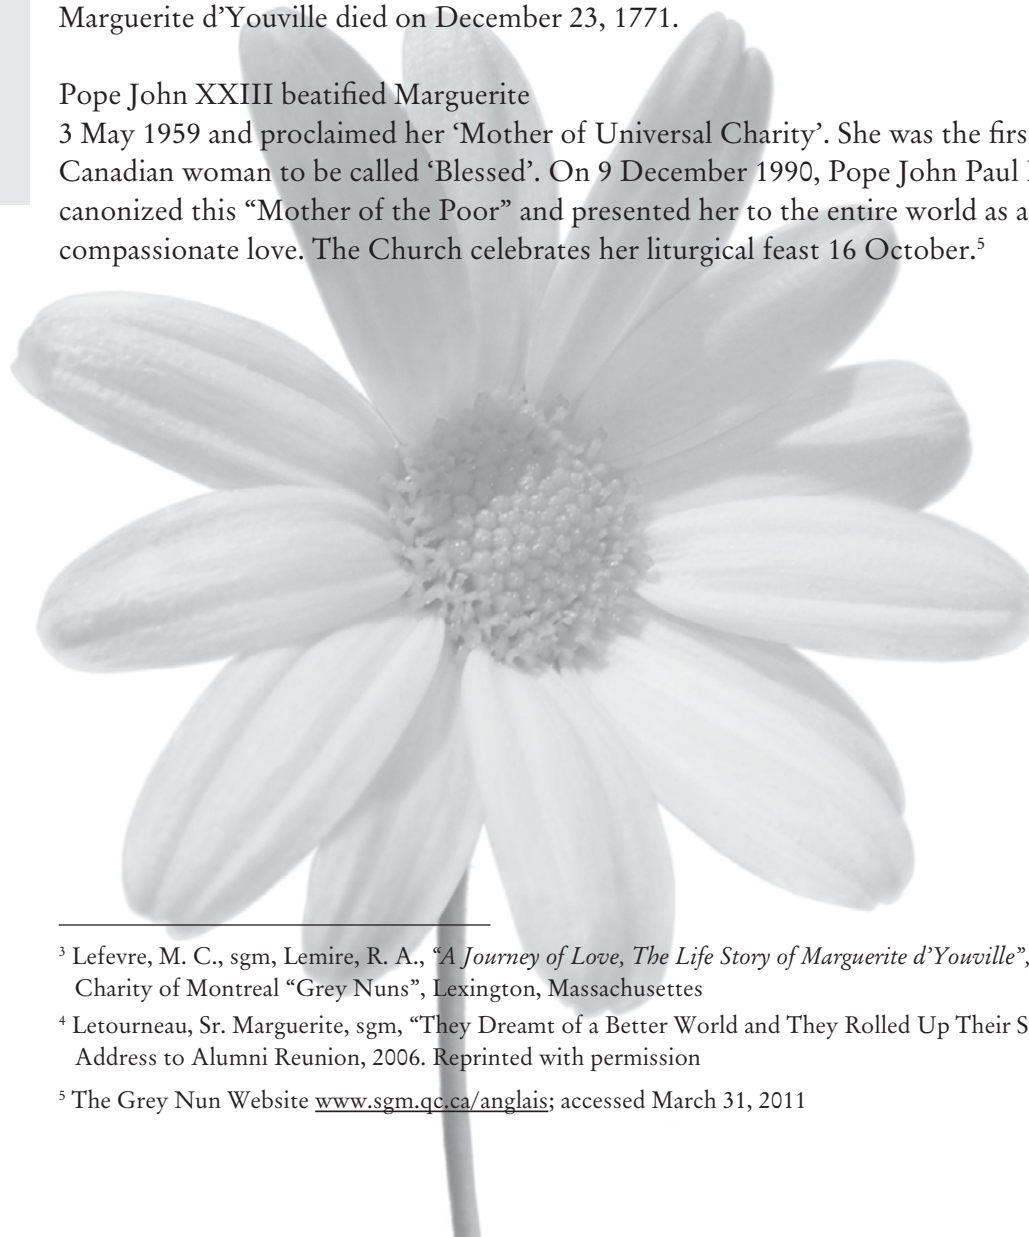 Marguerite d’Youville died on December 23, 1771.
Pope John XXIII beatified Marguerite
3 May 1959 and proclaimed her ‘Mother of Universal Charity’. She was the
Canadian woman to be called ‘Blessed’. On 9 December 1990, Pope John Paul
canonized this “Mother of the Poor” and presented her to the entire world as a
compassionate love. The Church celebrates her liturgical feast 16 October.⁵
³ Lefevre, M. C., sgm, Lemire, R. A., “A Journey of Love, The Life Story of Marguerite d’Youville”,
Charity of Montreal “Grey Nuns”, Lexington, Massachusettes
⁴ Letourneau, Sr. Marguerite, sgm, “They Dreamt of a Better World and They Rolled Up Their
Address to Alumni Reunion, 2006. Reprinted with permission
⁵ The Grey Nun Website www.sgm.qc.ca/anglais; accessed March 31, 2011